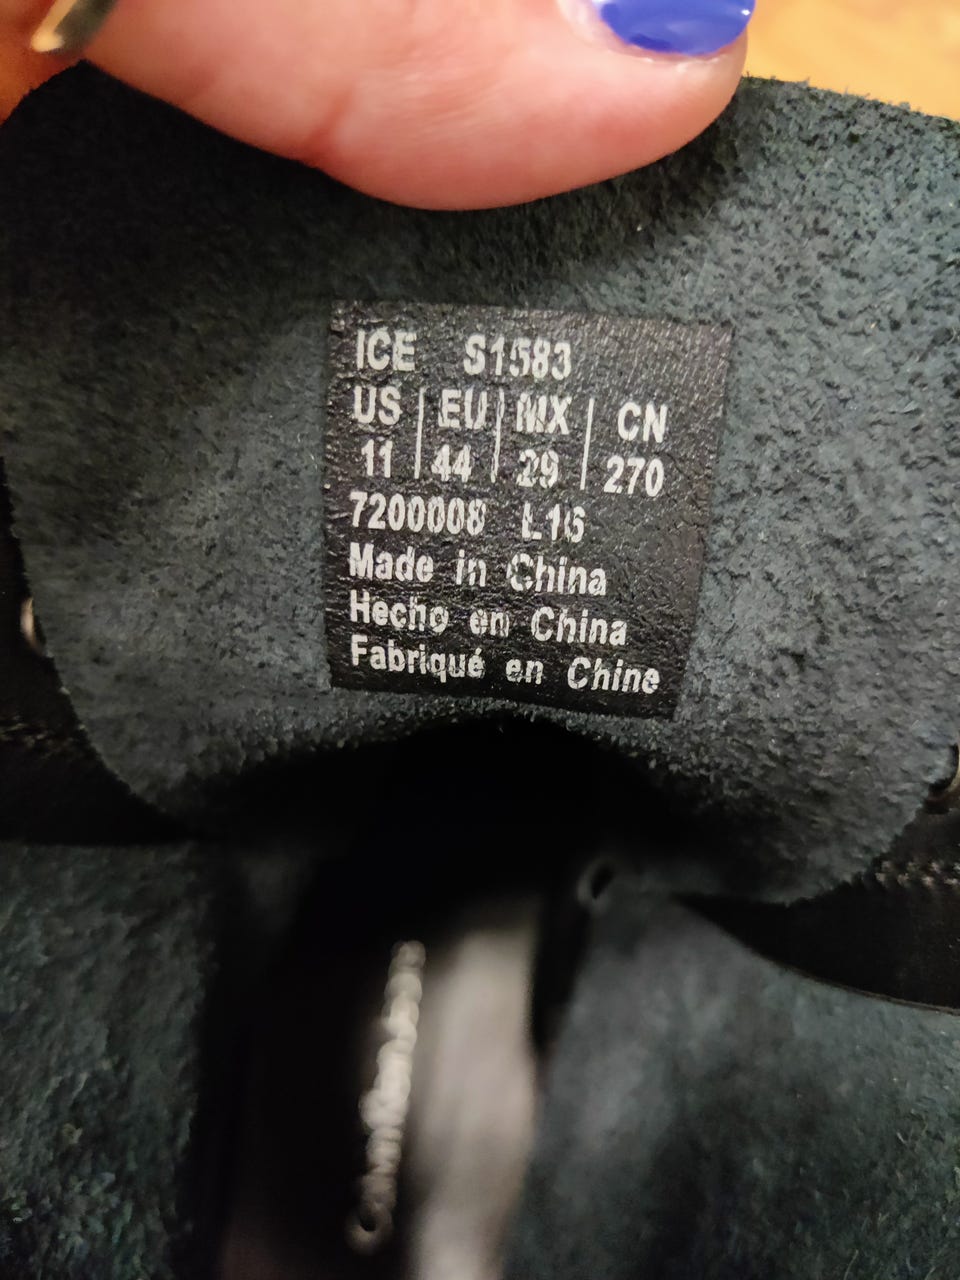 ICE S1583
US | EU | MX | CN
11 | 44 | 29 | 270
7200008 L16
Made in China
Hecho en China
Fabriqué en Chine